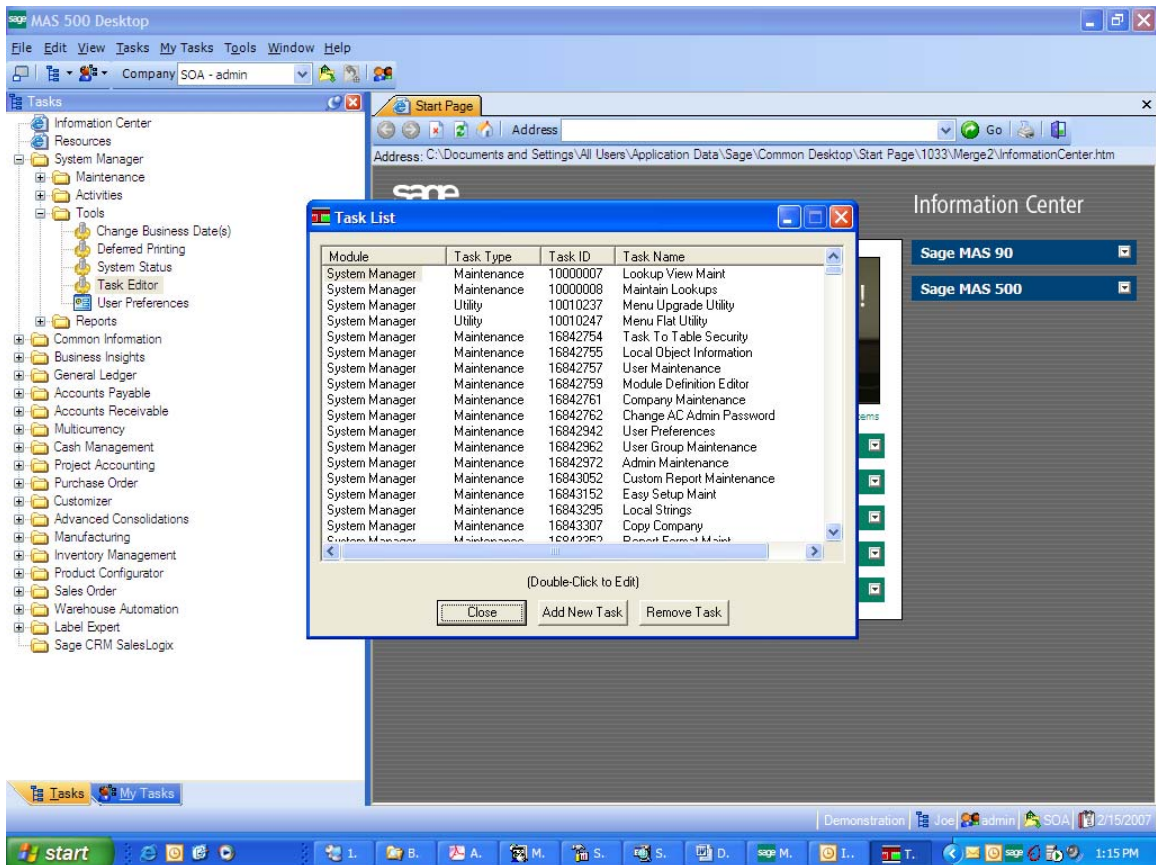 sage MAS 500 Desktop
File Edit View Tasks My Tasks Tools Window Help
Company SOA - admin
Tasks
Information Center
Resources
System Manager
Maintenance
Activities
Tools
Change Business Date(s)
Deferred Printing
System Status
Task Editor
User Preferences
Reports
Common Information
Business Insights
General Ledger
Accounts Payable
Accounts Receivable
Multicurrency
Cash Management
Project Accounting
Purchase Order
Customizer
Advanced Consolidations
Manufacturing
Inventory Management
Product Configurator
Sales Order
Warehouse Automation
Label Expert
Sage CRM SalesLogix
Tasks My Tasks
Start Page
Address Go
Address: C:\Documents and Settings\All Users\Application Data\Sage\Common Desktop\Start Page\1033\Merge2\InformationCenter.htm
sage
Information Center
Sage MAS 90
Sage MAS 500
Task List
Module Task Type Task ID Task Name
System Manager Maintenance 10000007 Lookup View Maint
System Manager Maintenance 10000008 Maintain Lookups
System Manager Utility 10010237 Menu Upgrade Utility
System Manager Utility 10010247 Menu Flat Utility
System Manager Maintenance 16842754 Task To Table Security
System Manager Maintenance 16842755 Local Object Information
System Manager Maintenance 16842757 User Maintenance
System Manager Maintenance 16842759 Module Definition Editor
System Manager Maintenance 16842761 Company Maintenance
System Manager Maintenance 16842762 Change AC Admin Password
System Manager Maintenance 16842942 User Preferences
System Manager Maintenance 16842962 User Group Maintenance
System Manager Maintenance 16842972 Admin Maintenance
System Manager Maintenance 16843052 Custom Report Maintenance
System Manager Maintenance 16843152 Easy Setup Maint
System Manager Maintenance 16843295 Local Strings
System Manager Maintenance 16843307 Copy Company
System Manager Maintenance Report Format Maint
(Double-Click to Edit)
Close Add New Task Remove Task
Demonstration Joe admin SOA 2/15/2007
start 1. B. A. M. S. S. D. sage M. I.. T. sage 1:15 PM